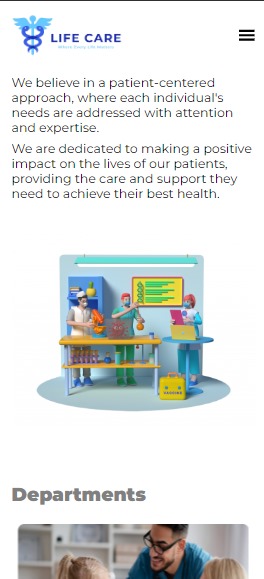 LIFE CARE
Where Every Life Matters
We believe in a patient-centered
approach, where each individual's
needs are addressed with attention
and expertise.
We are dedicated to making a positive
impact on the lives of our patients,
providing the care and support they
need to achieve their best health.
Departments